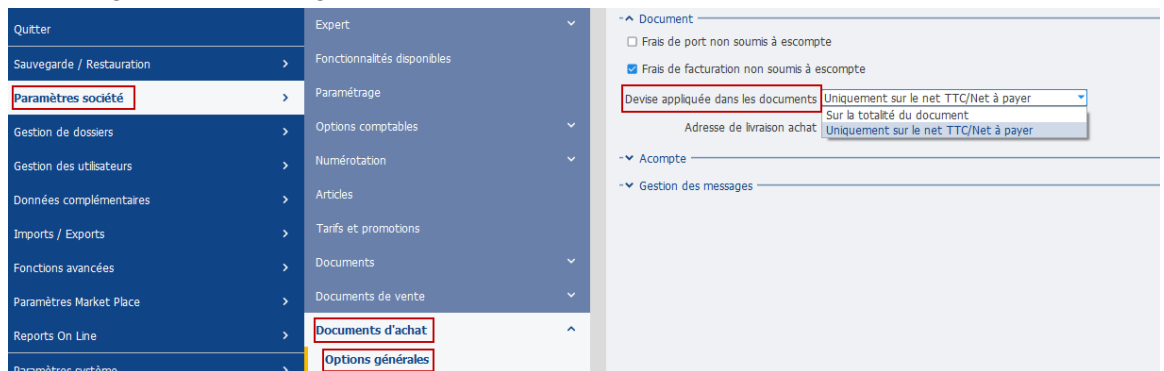 Quitter
Sauvegarde / Restauration
Paramètres société
Gestion de dossiers
Gestion des utilisateurs
Données complémentaires
Imports / Exports
Fonctions avancées
Paramètres Market Place
Reports On Line
Paramètres système
Expert
Fonctionnalités disponibles
Paramétrage
Options comptables
Numérotation
Articles
Tarifs et promotions
Documents
Documents de vente
Documents d'achat
Options générales
Document
Frais de port non soumis à escompte
Frais de facturation non soumis à escompte
Devise appliquée dans les documents Uniquement sur le net TTC/Net à payer
Sur la totalité du document
Adresse de livraison achat Uniquement sur le net TTC/Net à payer
Acompte
Gestion des messages